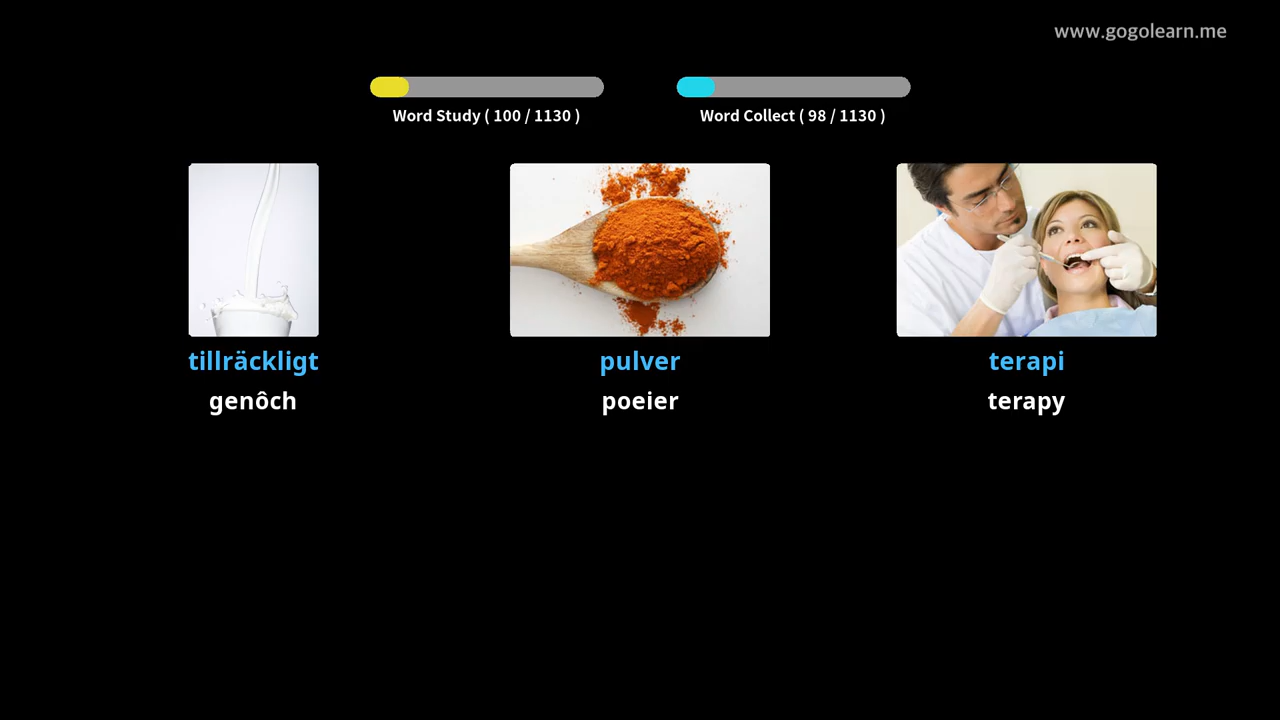 www.gogolearn.me
Word Study ( 100 / 1130 )
Word Collect ( 98 / 1130 )
tillräckligt
genôch
pulver
poeier
terapi
terapy